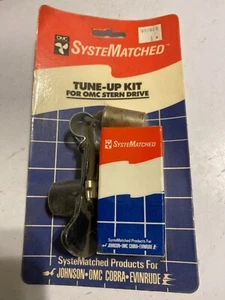 OMC
SYSTEMATCHED™
TUNE-UP KIT
FOR OMC STERN DRIVE
SYSTEMATCHED
SysteMatched Products For
JOHNSON•OMC COBRA•EVINRUDE
SysteMatched Products For
JOHNSON•OMC COBRA•EVINRUDE